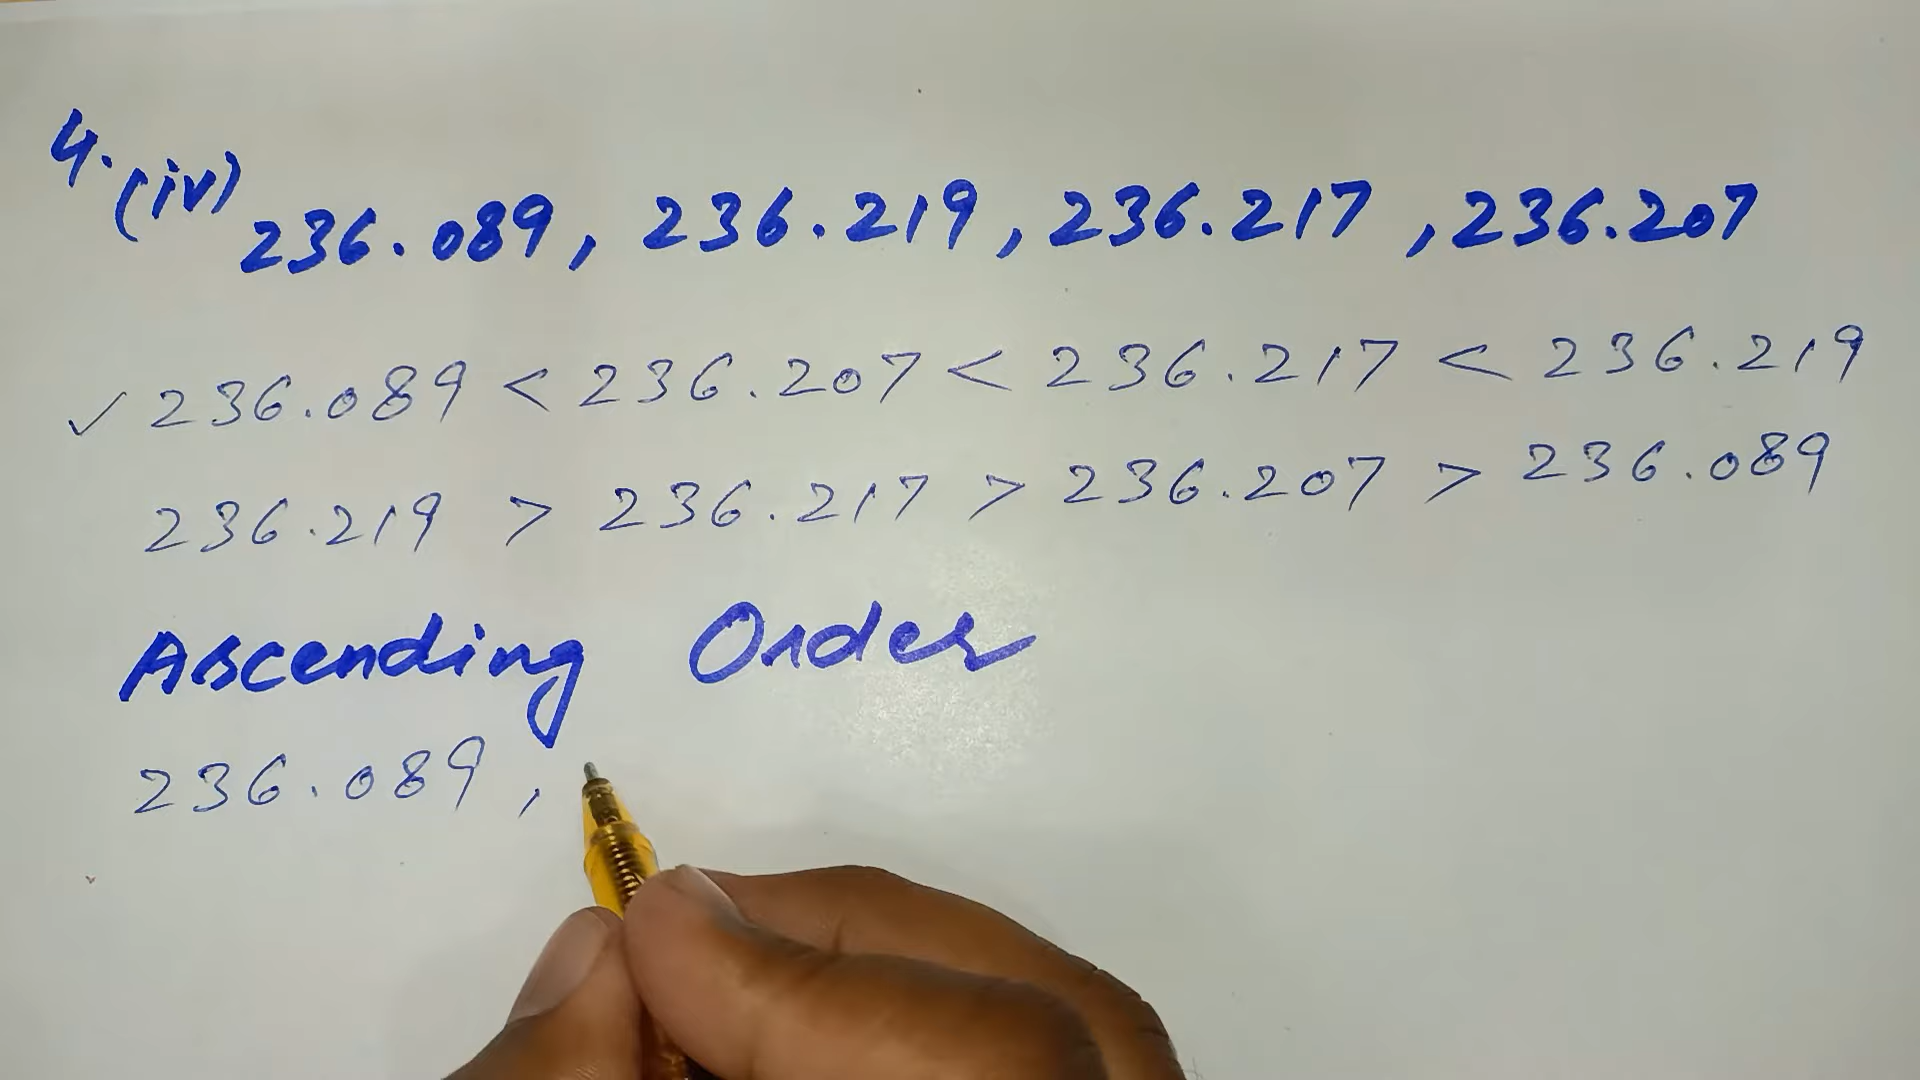 4. (iv) 236.089, 236.219, 236.217, 236.207
✓ 236.089 < 236.207 < 236.217 < 236.219
236.219 > 236.217 > 236.207 > 236.089
Ascending Order
236.089,